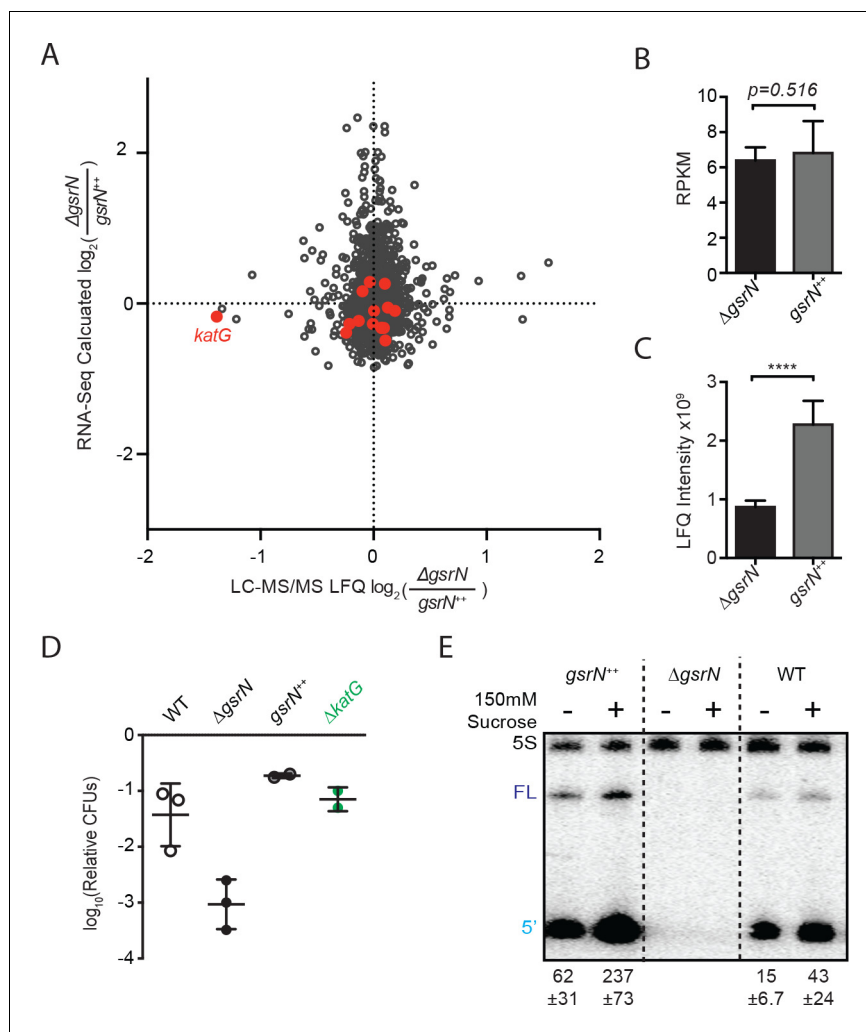 A
RNA-Seq Calcuated log2(ΔgsrN/gsrN++)
2
0
-2
katG
-2
-1
0
1
2
LC-MS/MS LFQ log2(ΔgsrN/gsrN++)
B
p=0.516
RPKM
10
8
6
4
2
0
ΔgsrN
gsrN++
C
****
LFQ Intensity x10^9
3
2
1
0
ΔgsrN
gsrN++
D
WT
ΔgsrN
gsrN++
ΔkatG
log10(Relative CFUs)
0
-1
-2
-3
-4
E
gsrN++ ΔgsrN WT
150mM Sucrose - + - + - +
5S
FL
5'
62 237 15 43
±31 ±73 ±6.7 ±24